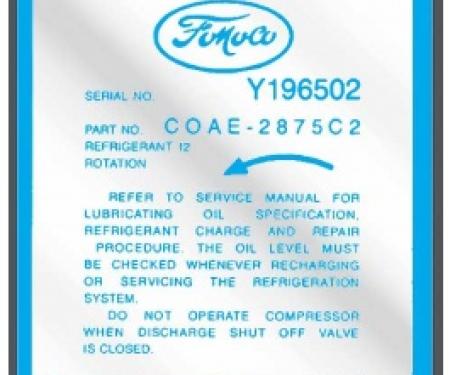 FoMoCo
SERIAL NO. Y196502
PART NO. COAE-2875C2
REFRIGERANT 12
ROTATION
REFER TO SERVICE MANUAL FOR
LUBRICATING OIL SPECIFICATION,
REFRIGERANT CHARGE AND REPAIR
PROCEDURE. THE OIL LEVEL MUST
BE CHECKED WHENEVER RECHARGING
OR SERVICING THE REFRIGERATION
SYSTEM.
DO NOT OPERATE COMPRESSOR
WHEN DISCHARGE SHUT OFF VALVE
IS CLOSED.